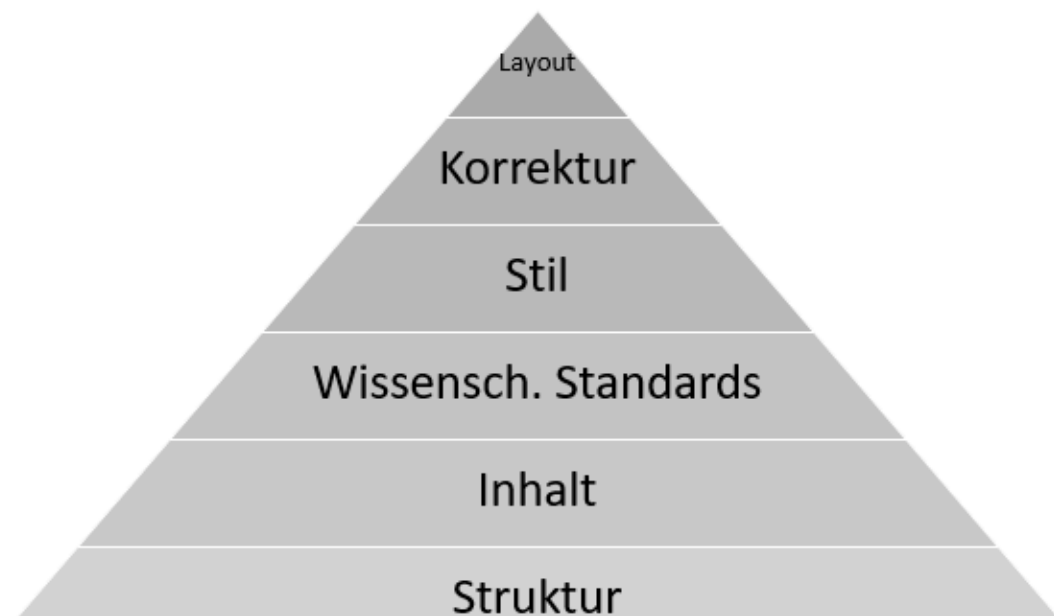 Layout
Korrektur
Stil
Wissensch. Standards
Inhalt
Struktur